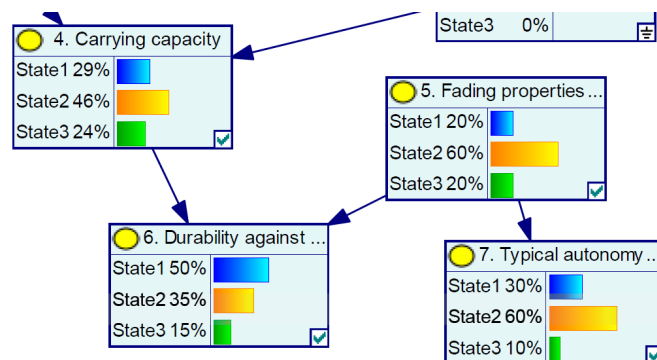 State3 0%
4. Carrying capacity
State1 29%
State2 46%
State3 24%
5. Fading properties ...
State1 20%
State2 60%
State3 20%
6. Durability against ...
State1 50%
State2 35%
State3 15%
7. Typical autonomy ...
State1 30%
State2 60%
State3 10%